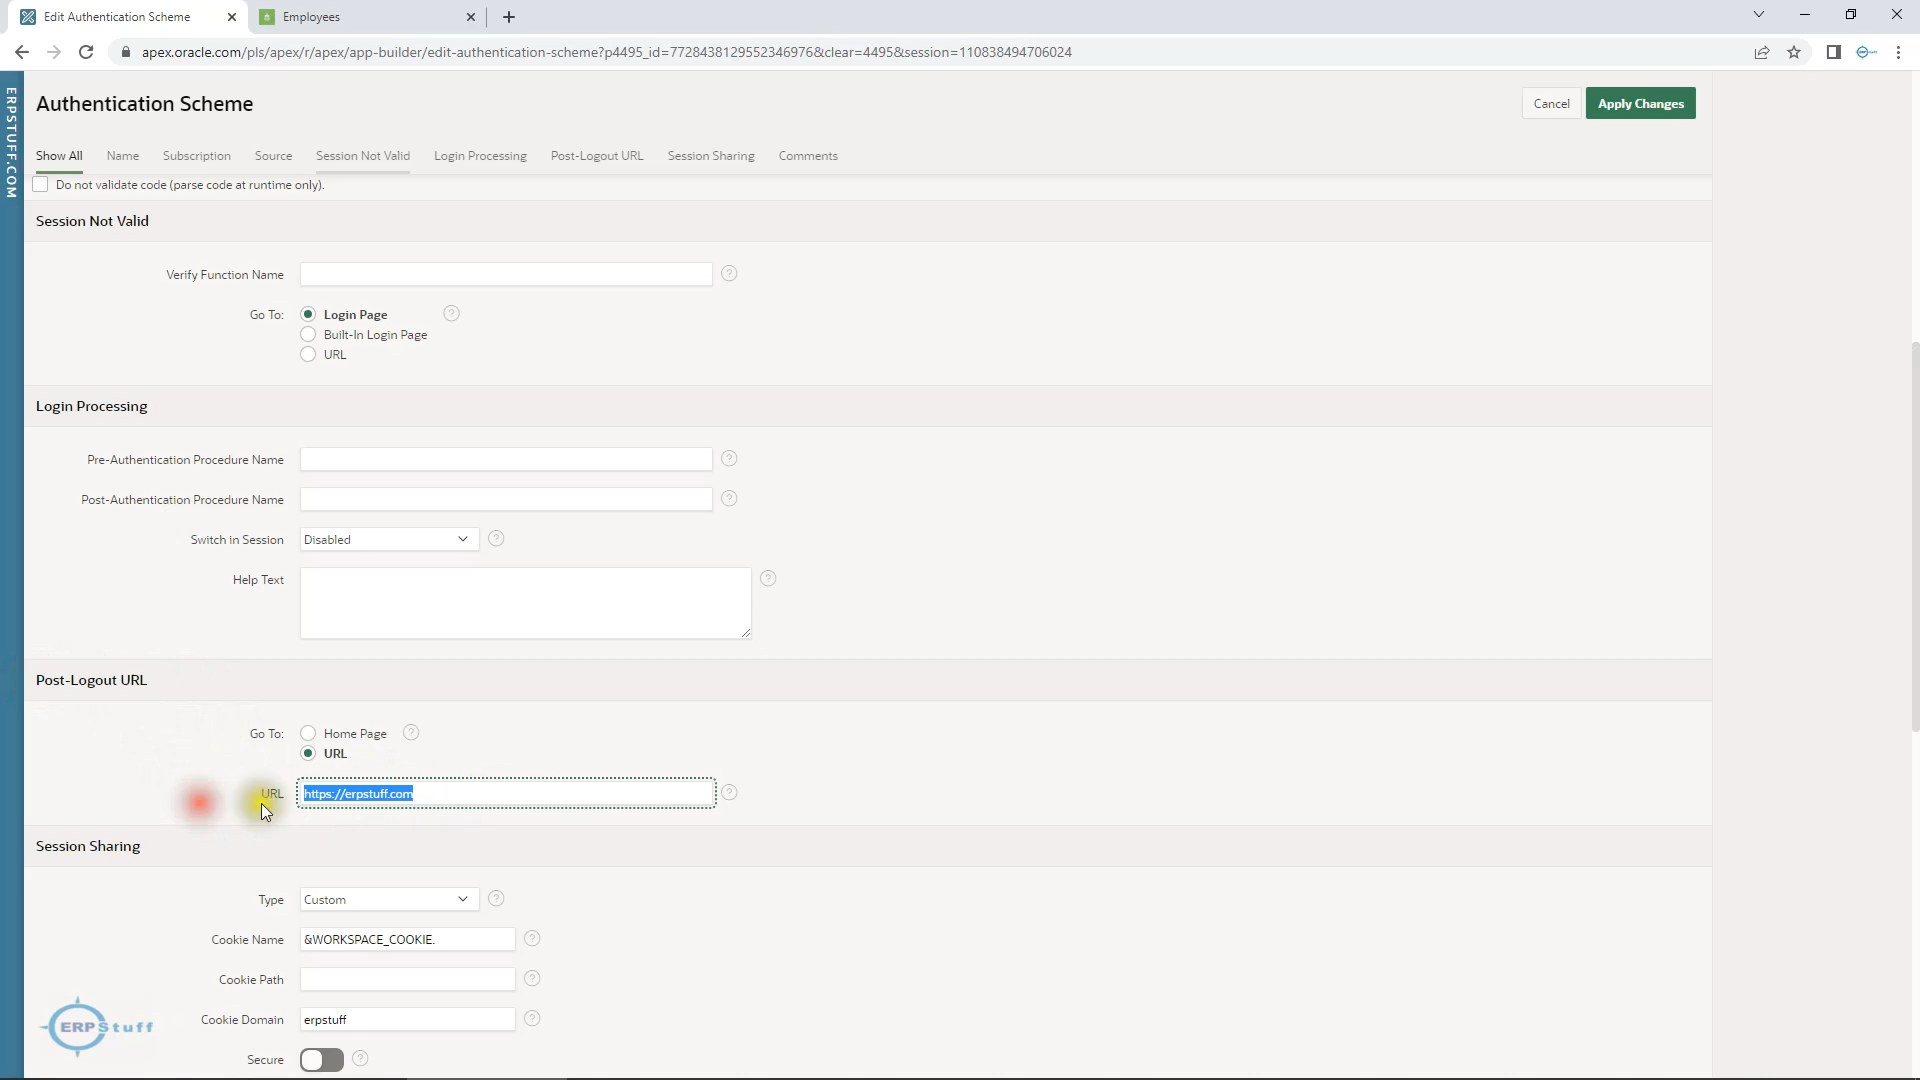 Edit Authentication Scheme
Employees
apex.oracle.com/pls/apex/r/apex/app-builder/edit-authentication-scheme?p4495_id=7728438129552346976&clear=4495&session=110838494706024
ERPSTUFF.COM
Authentication Scheme
Cancel
Apply Changes
Show All
Name
Subscription
Source
Session Not Valid
Login Processing
Post-Logout URL
Session Sharing
Comments
Do not validate code (parse code at runtime only).
Session Not Valid
Verify Function Name
Go To:
Login Page
Built-In Login Page
URL
Login Processing
Pre-Authentication Procedure Name
Post-Authentication Procedure Name
Switch in Session
Disabled
Help Text
Post-Logout URL
Go To:
Home Page
URL
URL
https://erpstuff.com
Session Sharing
Type
Custom
Cookie Name
&WORKSPACE_COOKIE.
Cookie Path
Cookie Domain
erpstuff
Secure
ERPStuff